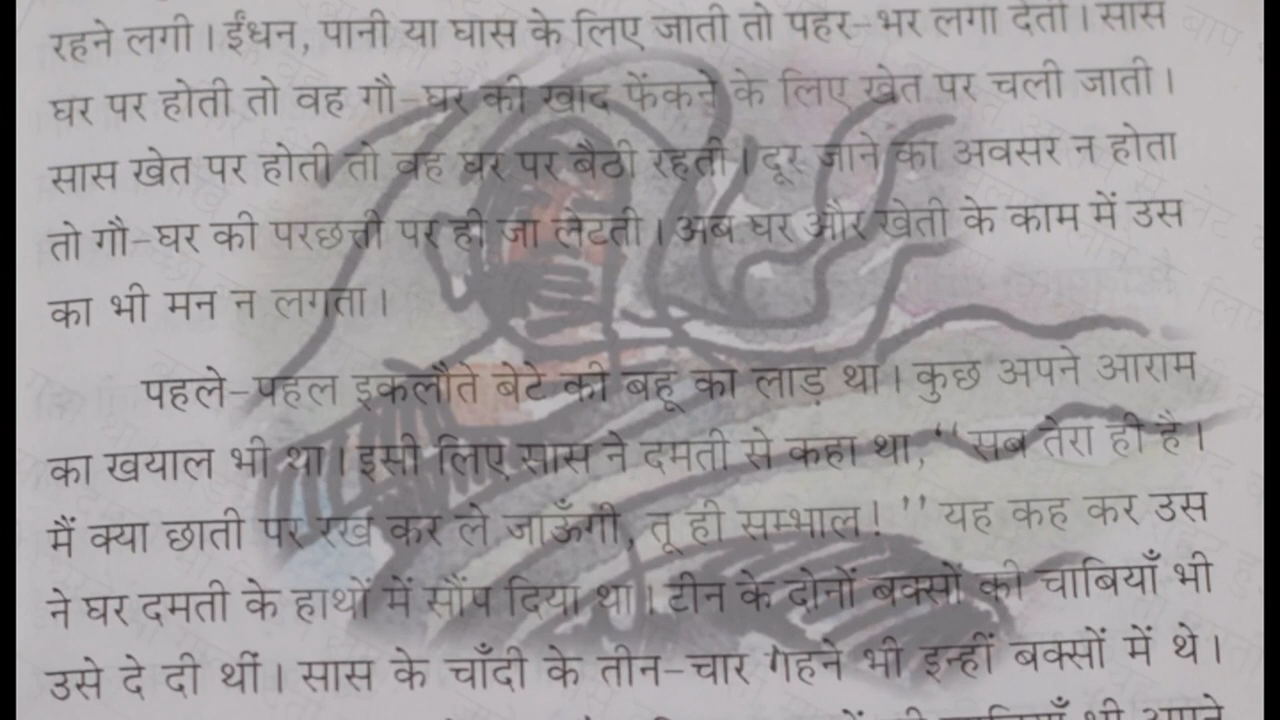 रहने लगी। ईंधन, पानी या घास के लिए जाती तो पहर-भर लगा देती। सास
घर पर होती तो वह गौ-घर की खाद फेंकने के लिए खेत पर चली जाती।
सास खेत पर होती तो वह घर पर बैठी रहती। दूर जाने का अवसर न होता
तो गौ-घर की परछत्ती पर ही जा लेटती। अब घर और खेती के काम में उस
का भी मन न लगता।
पहले-पहल इकलौते बेटे की बहू का लाड़ था। कुछ अपने आराम
का खयाल भी था। इसी लिए सास ने दमती से कहा था, “सब तेरा ही है।
मैं क्या छाती पर रख कर ले जाऊँगी, तू ही सम्भाल!” यह कह कर उस
ने घर दमती के हाथों में सौंप दिया था। टीन के दोनों बक्सों की चाबियाँ भी
उसे दे दी थीं। सास के चाँदी के तीन-चार गहने भी इन्हीं बक्सों में थे।